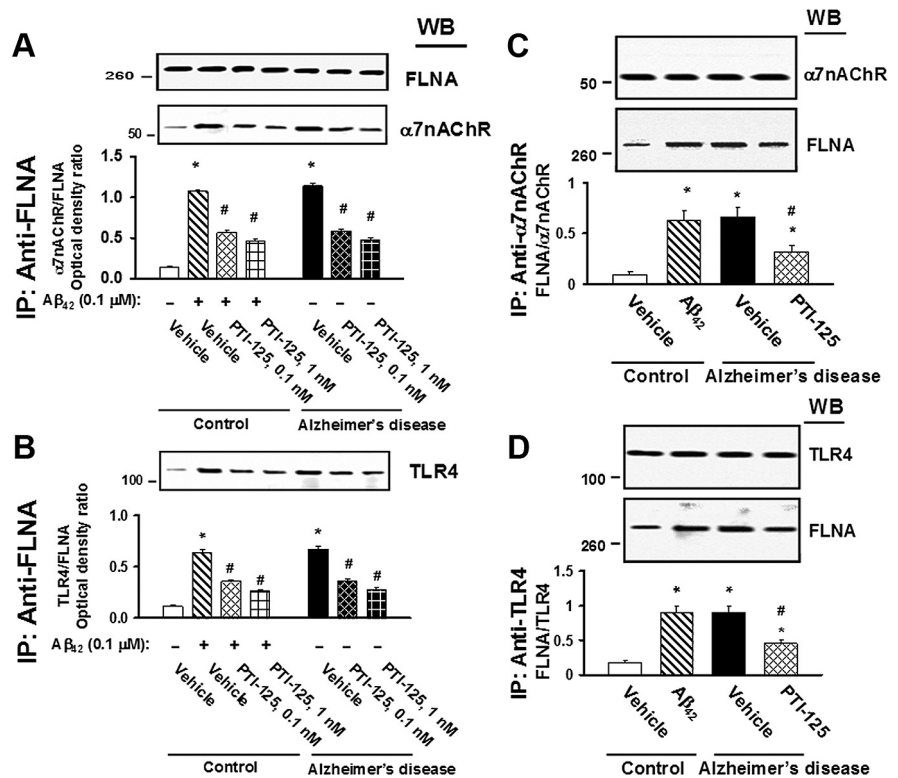 A
WB
260
FLNA
50
α7nAChR
IP: Anti-FLNA
α7nAChR/FLNA
Optical density ratio
1.5
1.0
0.5
0.0
*
#
#
*
#
#
Aβ42 (0.1 μM):
– + + + – – –
Vehicle
Vehicle
PTI-125, 0.1 nM
PTI-125, 1 nM
Vehicle
PTI-125, 0.1 nM
PTI-125, 1 nM
Control
Alzheimer's disease
B
100
TLR4
IP: Anti-FLNA
TLR4/FLNA
Optical density ratio
1.0
0.5
0.0
*
#
#
*
#
#
Aβ42 (0.1 μM):
– + + + – – –
Vehicle
Vehicle
PTI-125, 0.1 nM
PTI-125, 1 nM
Vehicle
PTI-125, 0.1 nM
PTI-125, 1 nM
Control
Alzheimer's disease
C
WB
50
α7nAChR
260
FLNA
IP: Anti-α7nAChR
FLNA/α7nAChR
1
0.5
0
*
*
#
*
Vehicle
Aβ42
Vehicle
PTI-125
Control
Alzheimer's disease
D
WB
100
TLR4
260
FLNA
IP: Anti-TLR4
FLNA/TLR4
1.5
1
0.5
0
*
*
#
*
Vehicle
Aβ42
Vehicle
PTI-125
Control
Alzheimer's disease